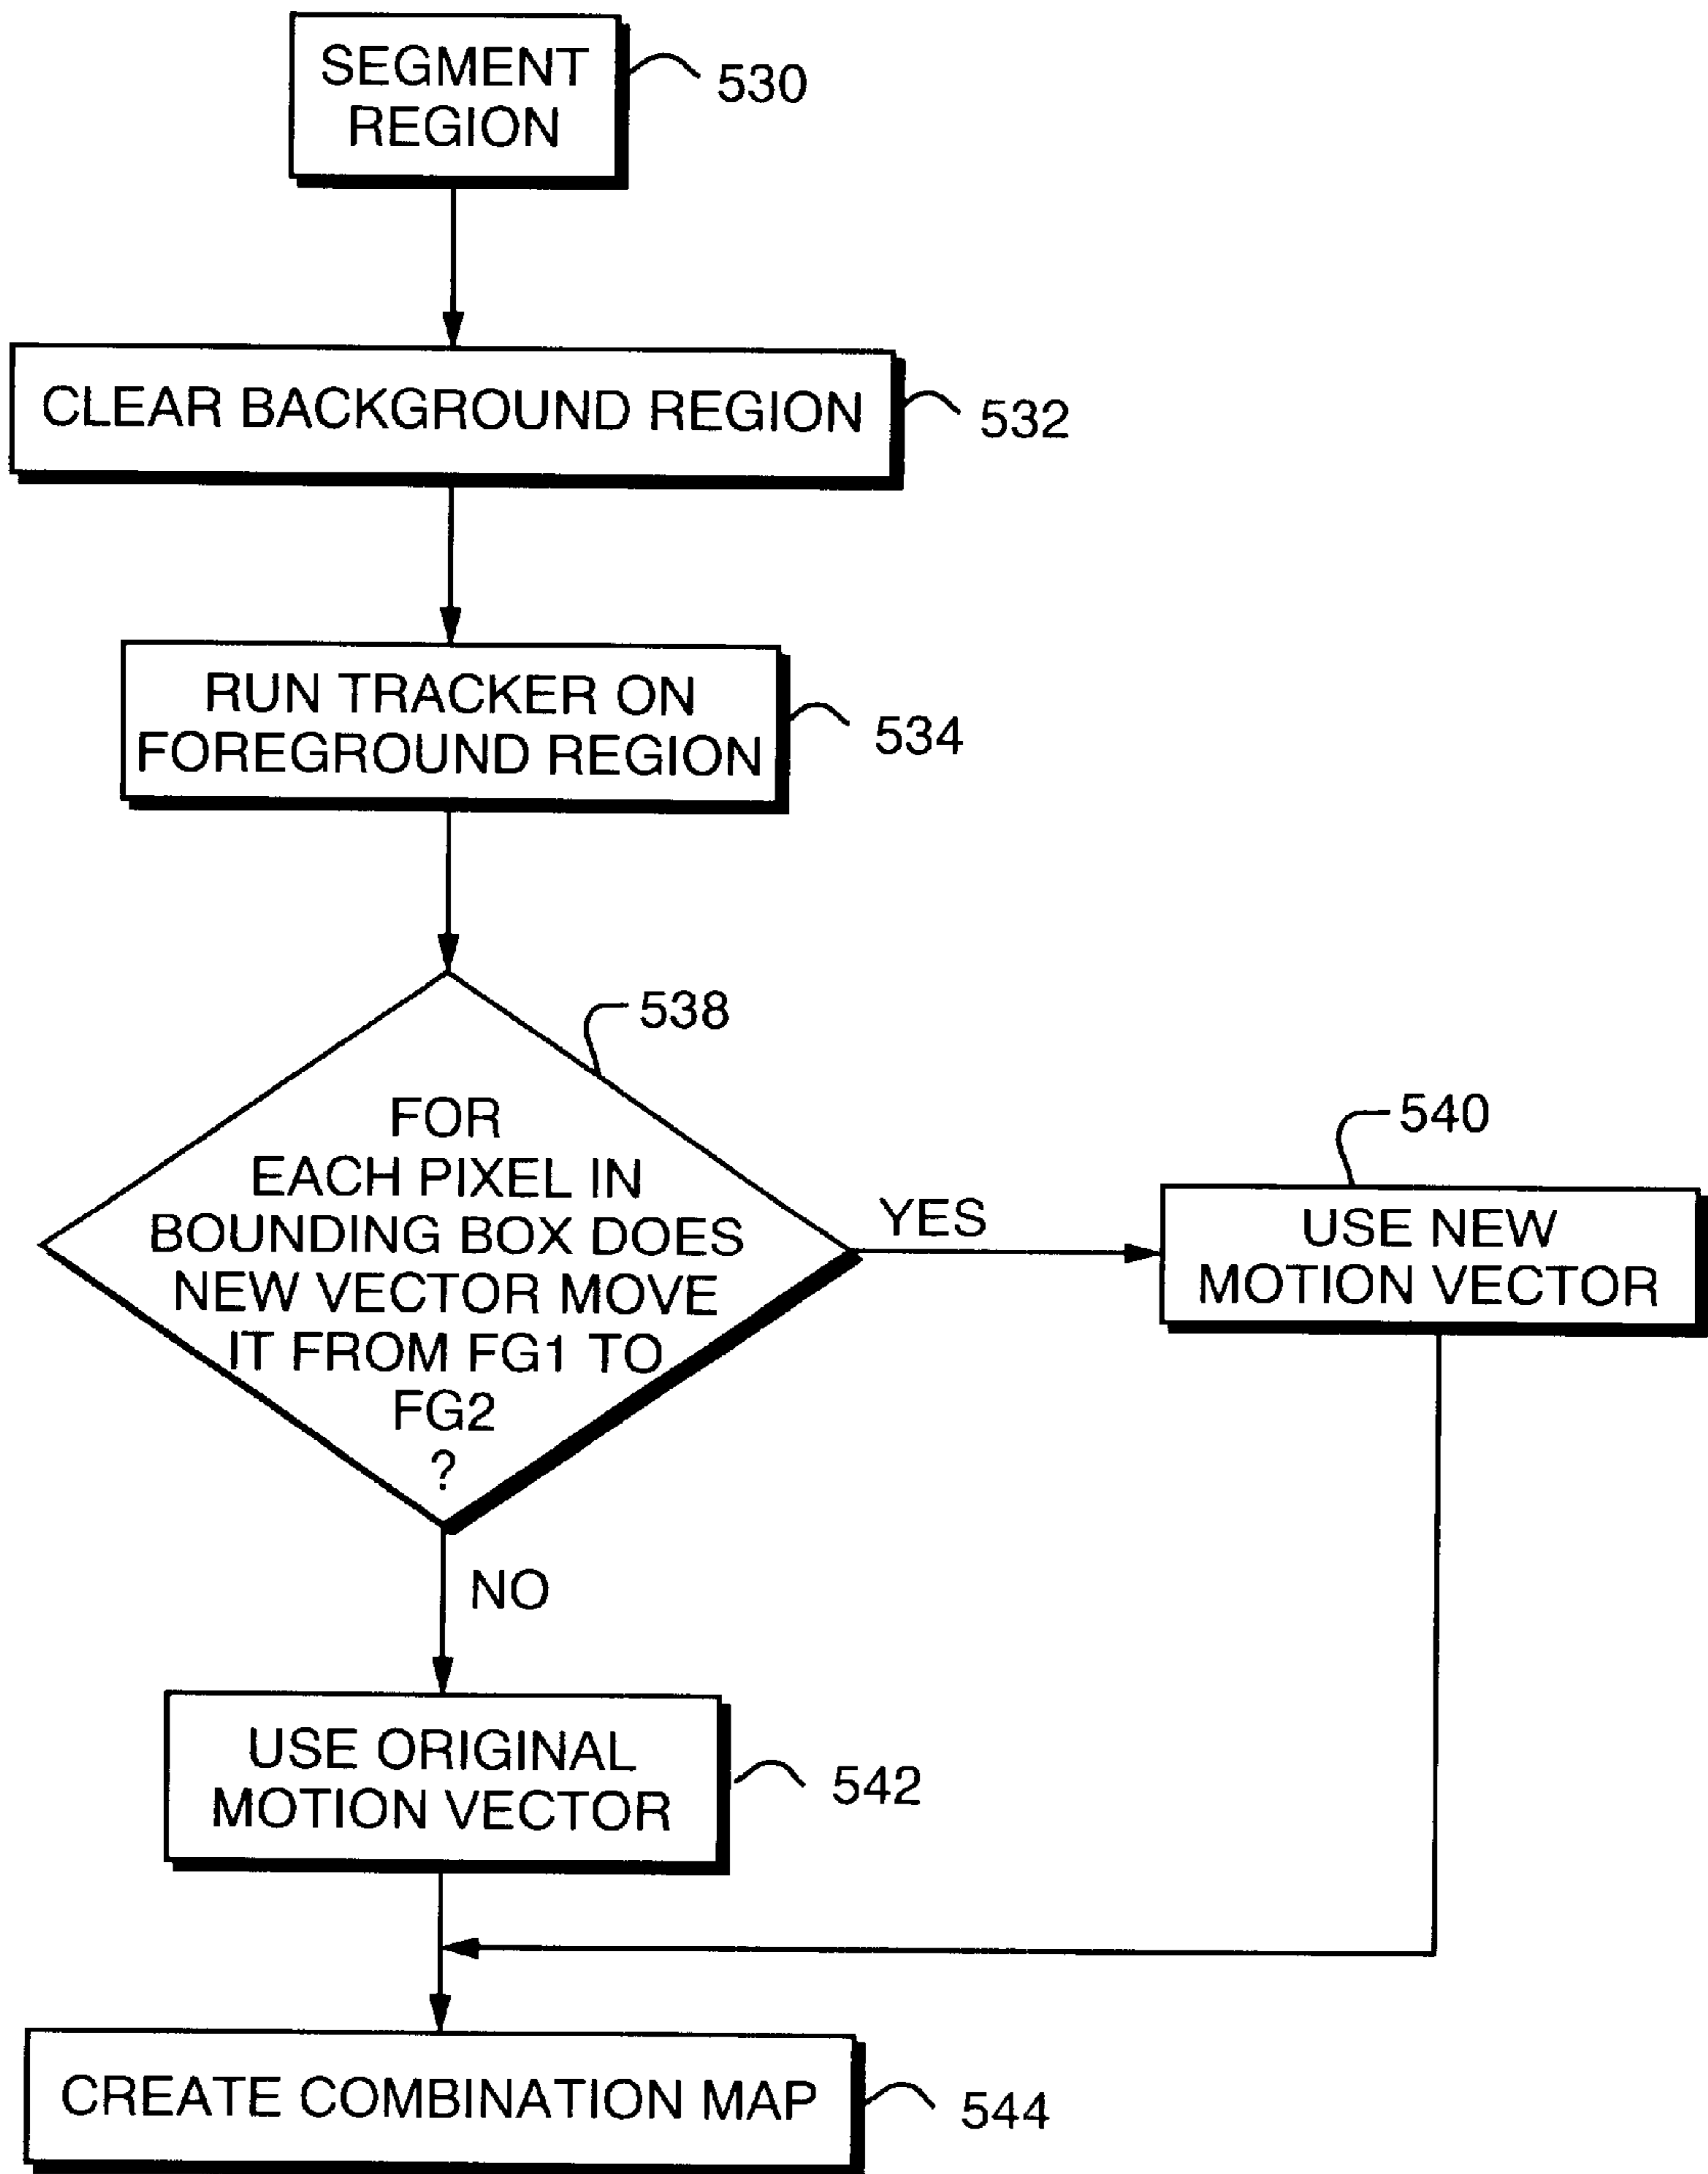 SEGMENT
REGION
530
CLEAR BACKGROUND REGION
532
RUN TRACKER ON
FOREGROUND REGION
534
538
FOR
EACH PIXEL IN
BOUNDING BOX DOES
NEW VECTOR MOVE
IT FROM FG1 TO
FG2
?
YES
540
USE NEW
MOTION VECTOR
NO
USE ORIGINAL
MOTION VECTOR
542
CREATE COMBINATION MAP
544